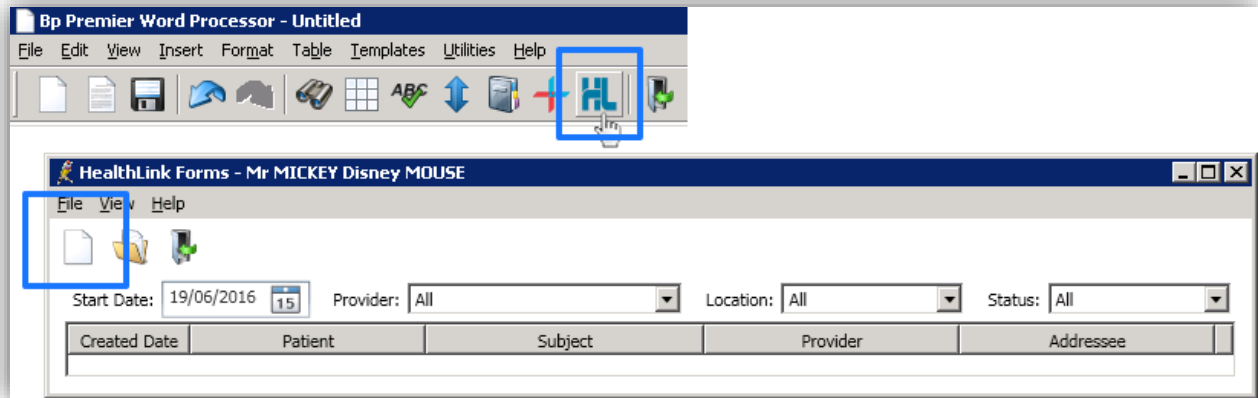 Bp Premier Word Processor - Untitled
File Edit View Insert Format Table Templates Utilities Help
ABC HL
HealthLink Forms - Mr MICKEY Disney MOUSE
File View Help
Start Date: 19/06/2016 15 Provider: All Location: All Status: All
Created Date Patient Subject Provider Addressee